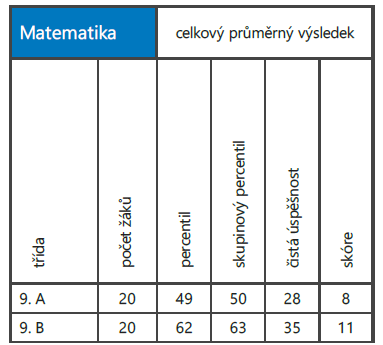 Matematika celkový průměrný výsledek
třída počet žáků percentil skupinový percentil čistá úspěšnost skóre
9. A 20 49 50 28 8
9. B 20 62 63 35 11